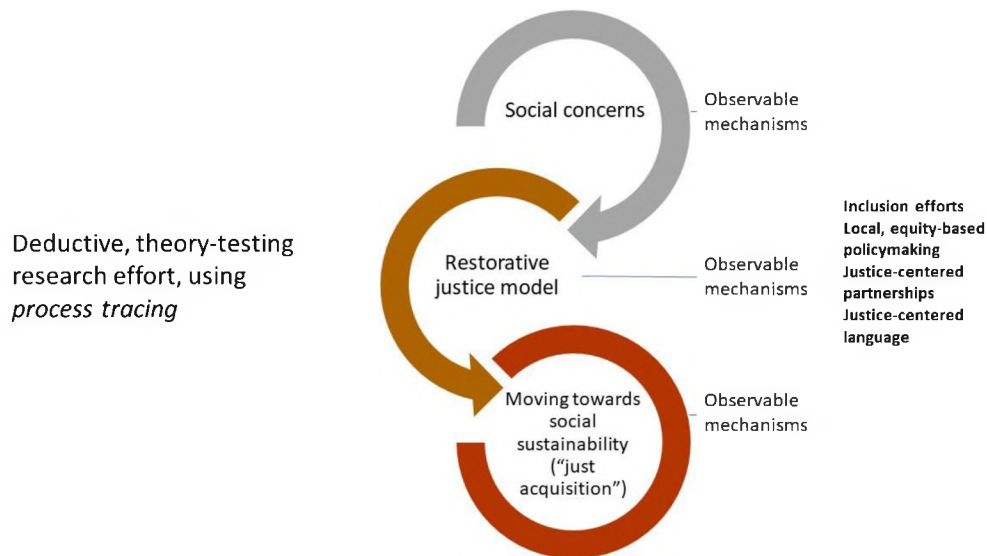 Social concerns
Observable
mechanisms
Deductive, theory-testing
research effort, using
process tracing
Restorative
justice model
Observable
mechanisms
Inclusion efforts
Local, equity-based
policymaking
Justice-centered
partnerships
Justice-centered
language
Moving towards
social
sustainability
(“just
acquisition”)
Observable
mechanisms